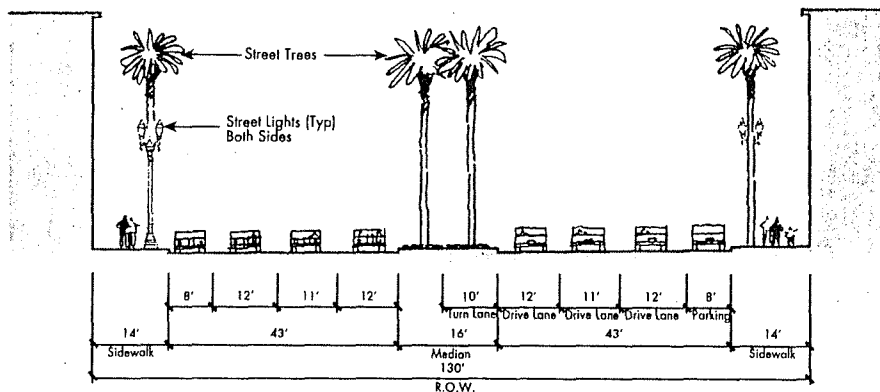 Street Trees
Street Lights (Typ)
Both Sides
8' 12' 11' 12' 10' 12' 11' 12' 8'
Turn Lane Drive Lane Drive Lane Drive Lane Parking
14' 43' 16' 43' 14'
Sidewalk Median Sidewalk
130'
R.O.W.